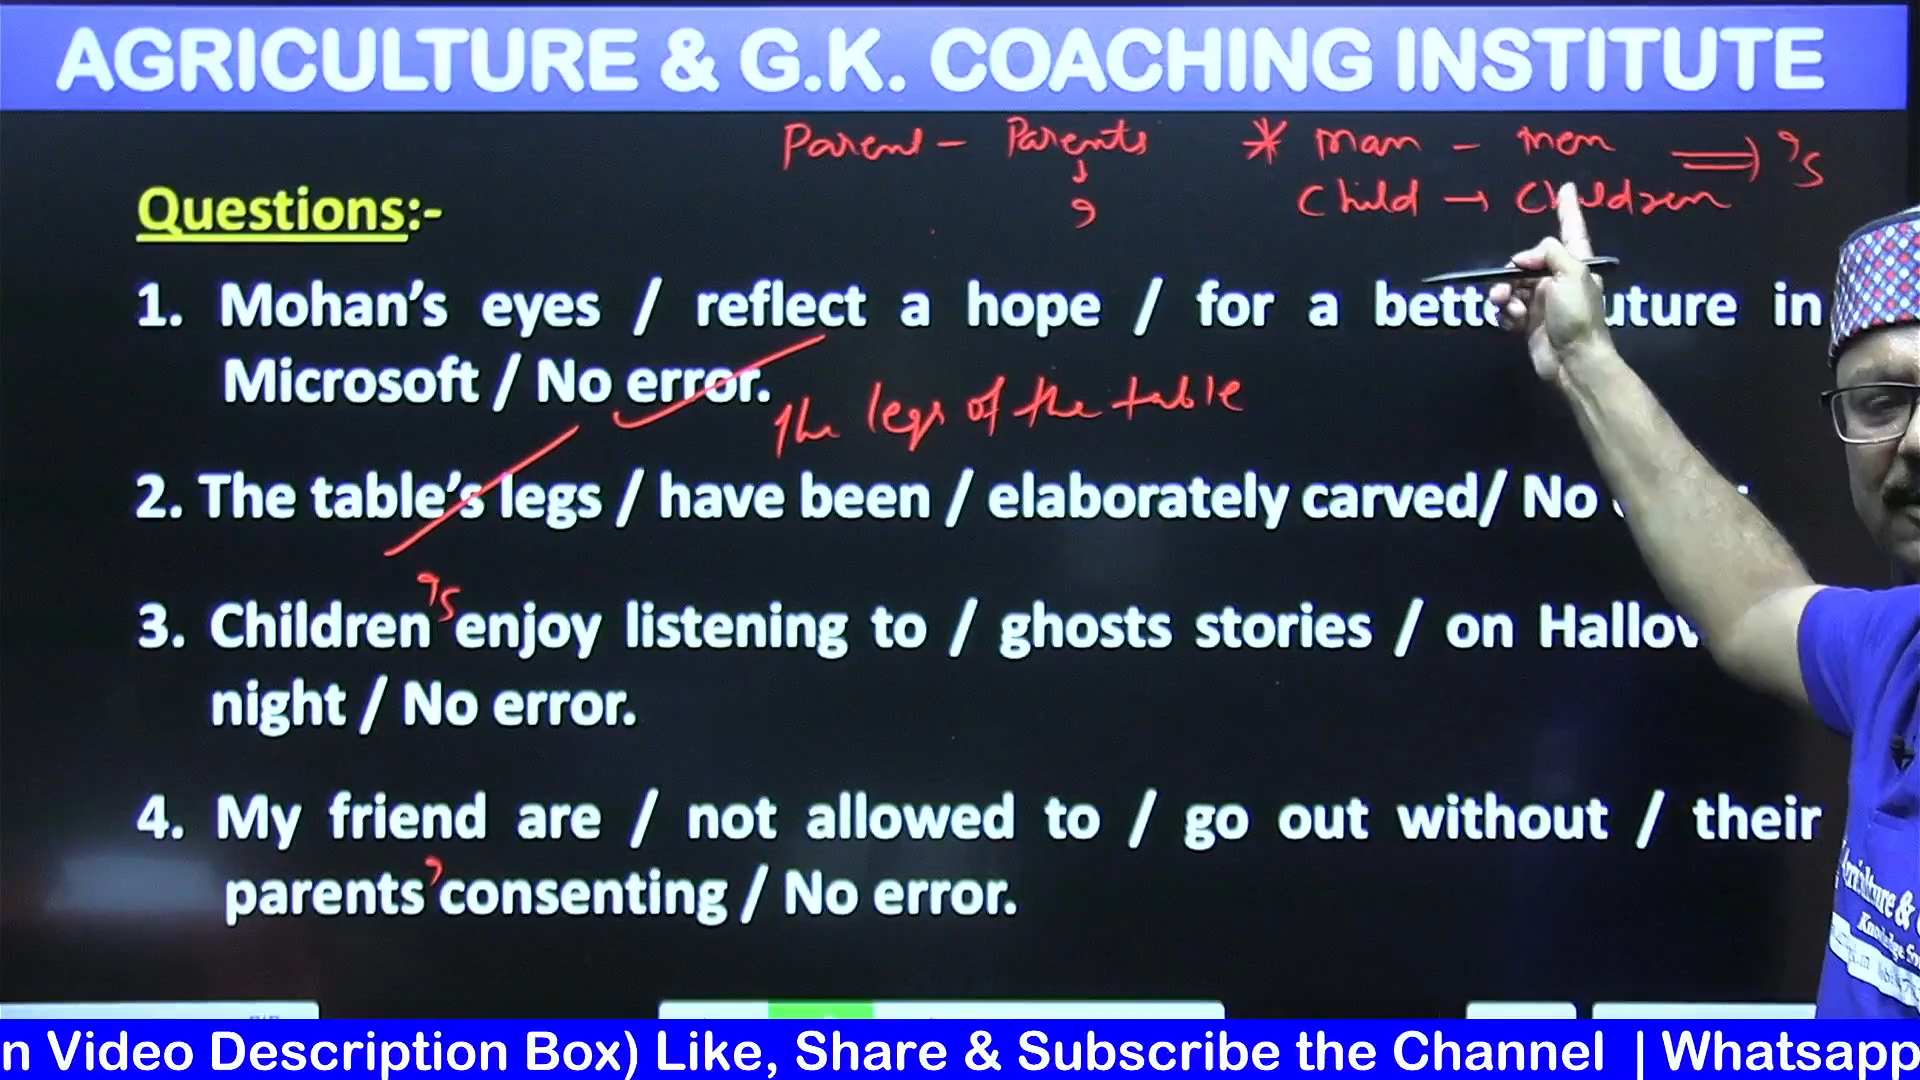 AGRICULTURE & G.K. COACHING INSTITUTE
Parent - Parents * Man - Men ⇒ 's
' Child → Children
Questions:-
1. Mohan's eyes / reflect a hope / for a better future in
Microsoft / No error.
The legs of the table
2. The table's legs / have been / elaborately carved/ No
3. Children's enjoy listening to / ghosts stories / on
night / No error.
4. My friend are / not allowed to / go out without / their
parents' consenting / No error.
n Video Description Box) Like, Share & Subscribe the Channel | Whatsapp